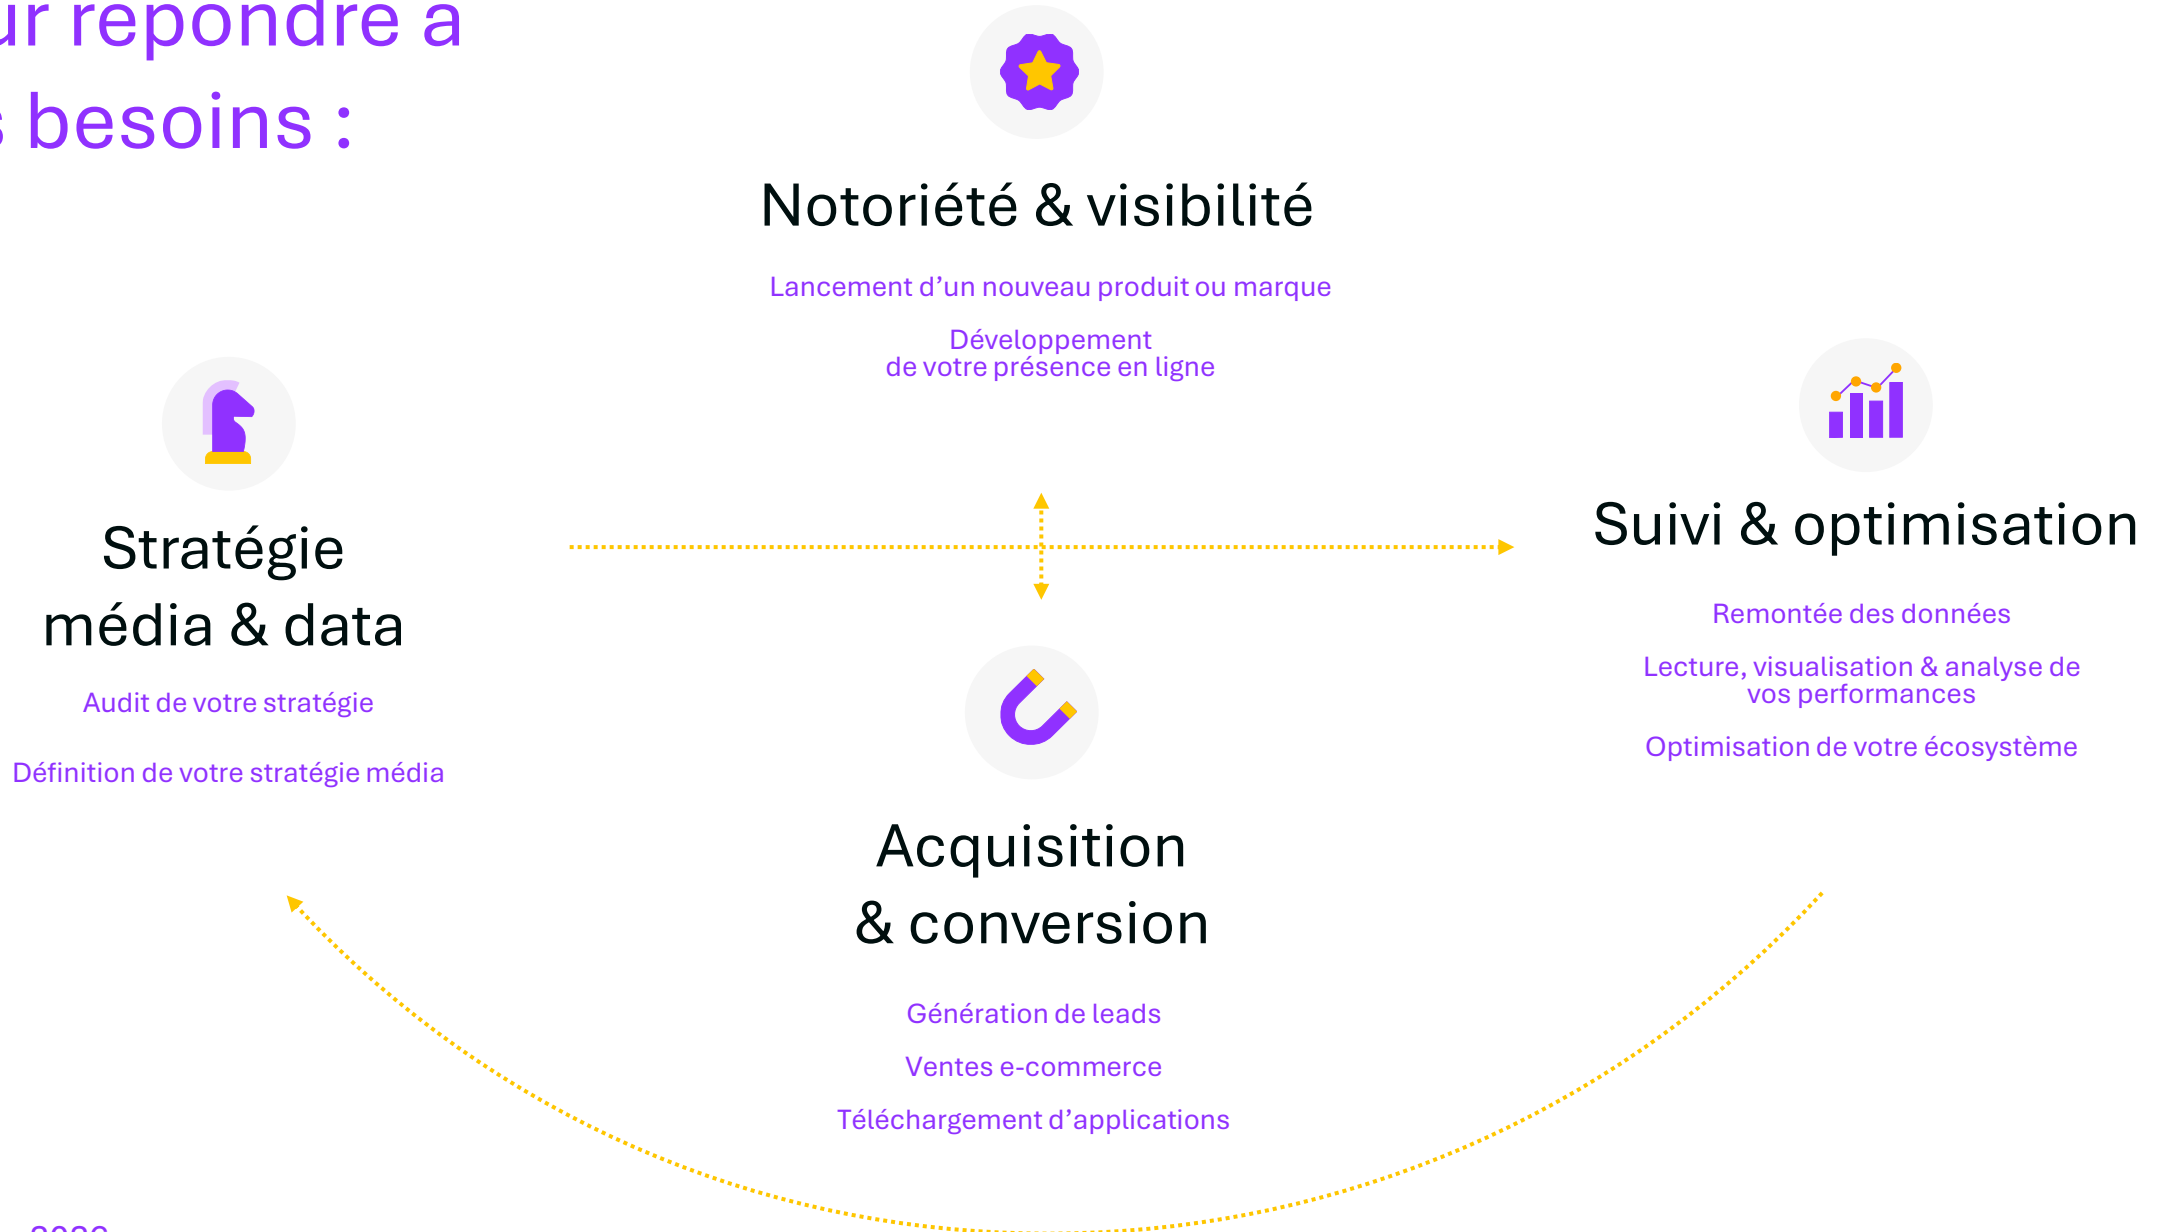 répondre à
besoins :
Notoriété & visibilité
Lancement d’un nouveau produit ou marque
Développement
de votre présence en ligne
Stratégie
média & data
Audit de votre stratégie
Définition de votre stratégie média
Suivi & optimisation
Remontée des données
Lecture, visualisation & analyse de
vos performances
Optimisation de votre écosystème
Acquisition
& conversion
Génération de leads
Ventes e-commerce
Téléchargement d’applications